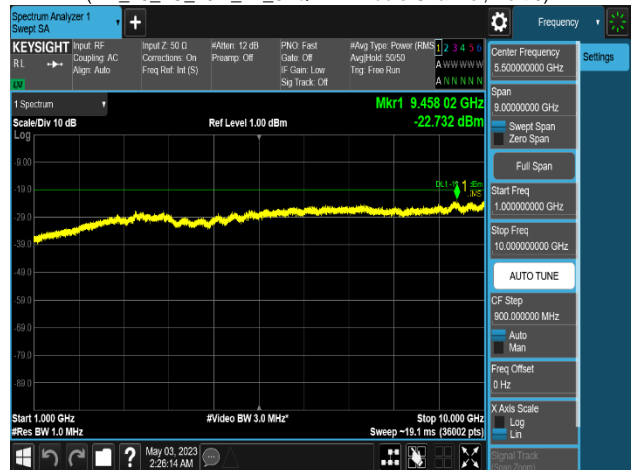 Spectrum Analyzer 1
Swept SA
Frequency
KEYSIGHT
Input: RF
Coupling: AC
Align: Auto
Input Z: 50 Ω
Corrections: On
Freq Ref: Int (S)
#Atten: 12 dB
Preamp: Off
PNO: Fast
Gate: Off
IF Gain: Low
Sig Track: Off
#Avg Type: Power (RMS
Avg|Hold: 50/50
Trig: Free Run
1 2 3 4 5 6
A W W W W W
A N N N N N
R L
1 Spectrum
Scale/Div 10 dB
Ref Level 1.00 dBm
Mkr1 9.458 02 GHz
-22.732 dBm
Log
-9.00
-19.0
-29.0
-39.0
-49.0
-59.0
-69.0
-79.0
-89.0
1
Start 1.000 GHz
#Res BW 1.0 MHz
#Video BW 3.0 MHz*
Stop 10.000 GHz
Sweep ~19.1 ms (36002 pts)
Center Frequency
5.500000000 GHz
Settings
Span
9.00000000 GHz
Swept Span
Zero Span
Full Span
Start Freq
1.000000000 GHz
Stop Freq
10.000000000 GHz
AUTO TUNE
CF Step
900.000000 MHz
Auto
Man
Freq Offset
0 Hz
X Axis Scale
Log
Lin
Signal Track
(Span Zoom)
?
May 03, 2023
2:26:14 AM